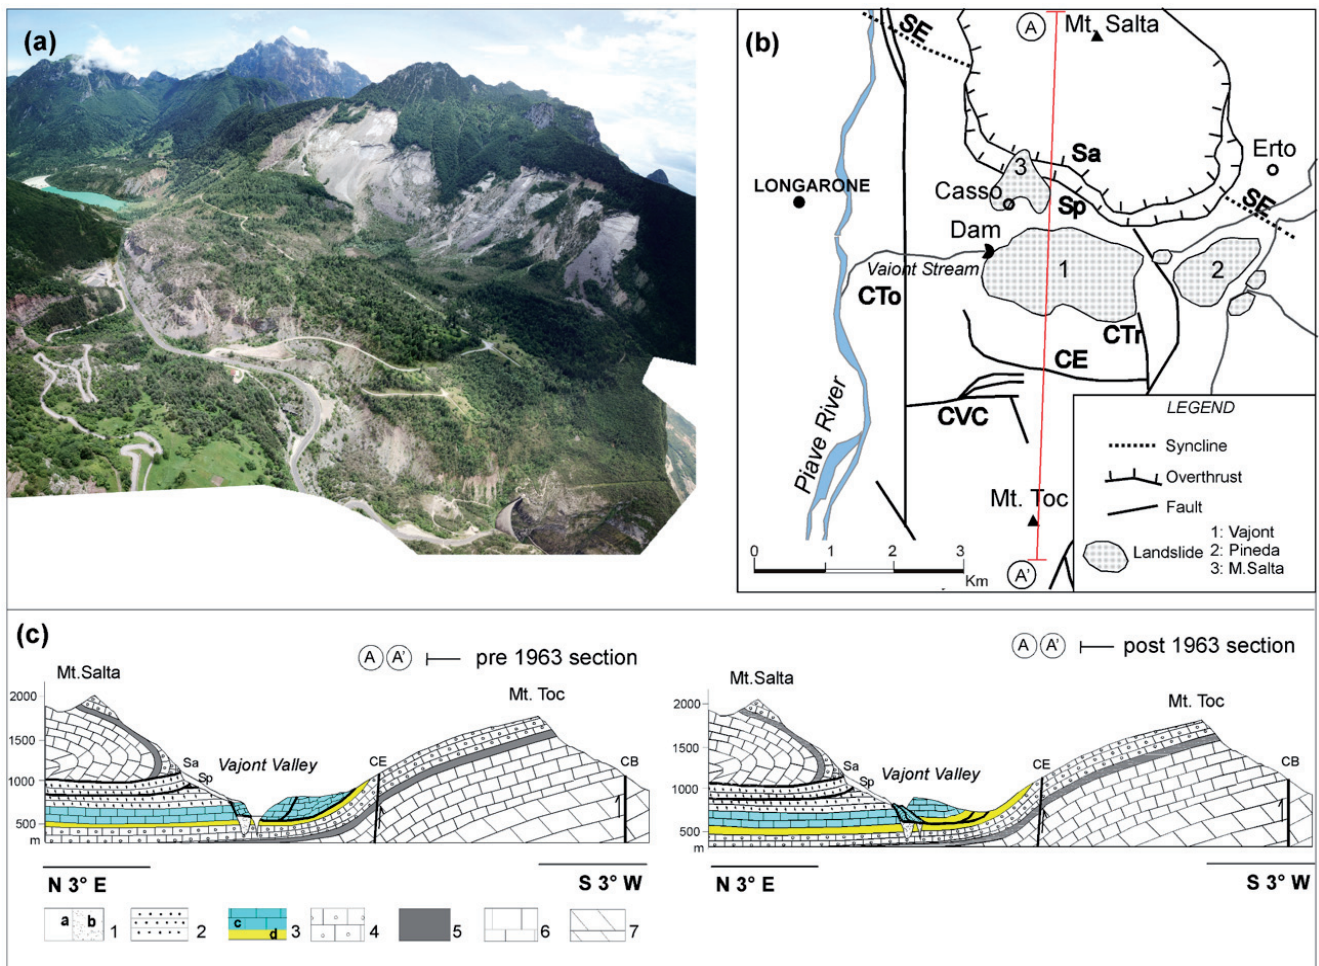 (a)
(b)
A
Mt. Salta
SE
Sa
3
Erto
LONGARONE
Casso
Sp
SE
Dam
Vaiont Stream
1
2
CTo
CTr
CE
CVC
Piave River
Mt. Toc
A'
0 1 2 3
Km
LEGEND
Syncline
Overthrust
Fault
Landslide
1: Vajont
2: Pineda
3: M.Salta
(c)
A A' pre 1963 section
Mt.Salta
Mt. Toc
2000
1500
1000
500
m
Sa
Sp
Vajont Valley
CE
CB
N 3° E
S 3° W
A A' post 1963 section
Mt.Salta
Mt. Toc
2000
1500
1000
500
m
Sa
Sp
Vajont Valley
CE
CB
N 3° E
S 3° W
a b 1
2
c d 3
4
5
6
7